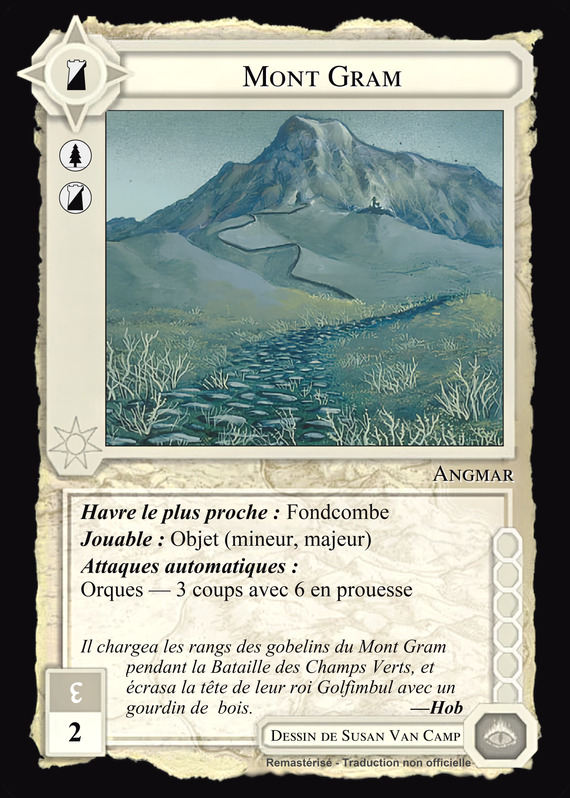 Mont Gram
Angmar
Havre le plus proche : Fondcombe
Jouable : Objet (mineur, majeur)
Attaques automatiques :
Orques — 3 coups avec 6 en prouesse
Il chargea les rangs des gobelins du Mont Gram
pendant la Bataille des Champs Verts, et
écrasa la tête de leur roi Golfimbul avec un
gourdin de bois. —Hob
2
Dessin de Susan Van Camp
Remastérisé - Traduction non officielle